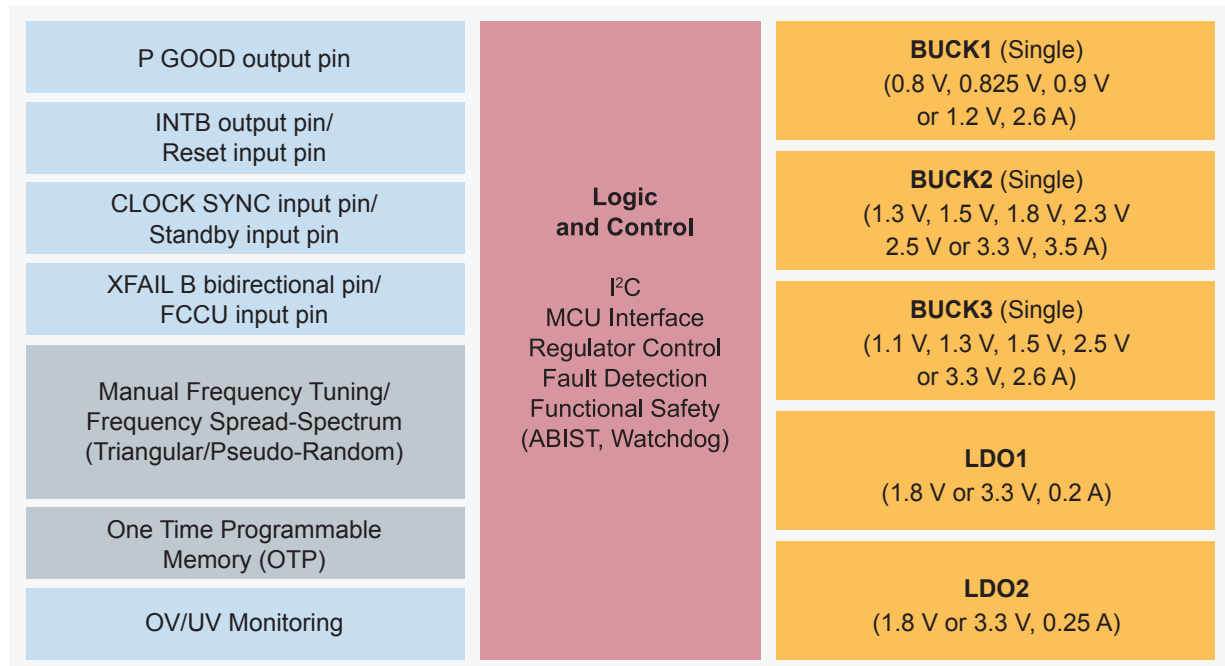 P GOOD output pin
INTB output pin/
Reset input pin
CLOCK SYNC input pin/
Standby input pin
XFAIL B bidirectional pin/
FCCU input pin
Manual Frequency Tuning/
Frequency Spread-Spectrum
(Triangular/Pseudo-Random)
One Time Programmable
Memory (OTP)
OV/UV Monitoring
Logic
and Control
I²C
MCU Interface
Regulator Control
Fault Detection
Functional Safety
(ABIST, Watchdog)
BUCK1 (Single)
(0.8 V, 0.825 V, 0.9 V
or 1.2 V, 2.6 A)
BUCK2 (Single)
(1.3 V, 1.5 V, 1.8 V, 2.3 V
2.5 V or 3.3 V, 3.5 A)
BUCK3 (Single)
(1.1 V, 1.3 V, 1.5 V, 2.5 V
or 3.3 V, 2.6 A)
LDO1
(1.8 V or 3.3 V, 0.2 A)
LDO2
(1.8 V or 3.3 V, 0.25 A)